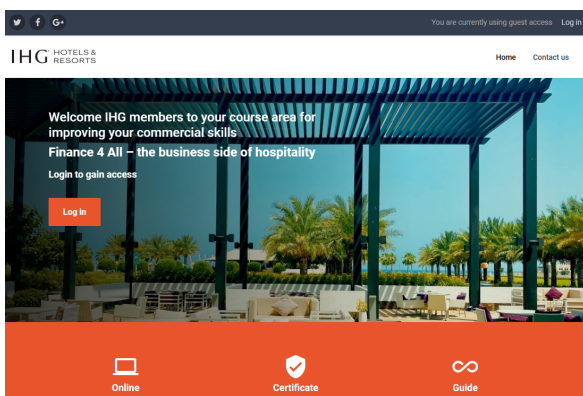 You are currently using guest access Log in
IHG HOTELS &
RESORTS
Home Contact us
Welcome IHG members to your course area for
improving your commercial skills
Finance 4 All – the business side of hospitality
Login to gain access
Log in
Online Certificate Guide